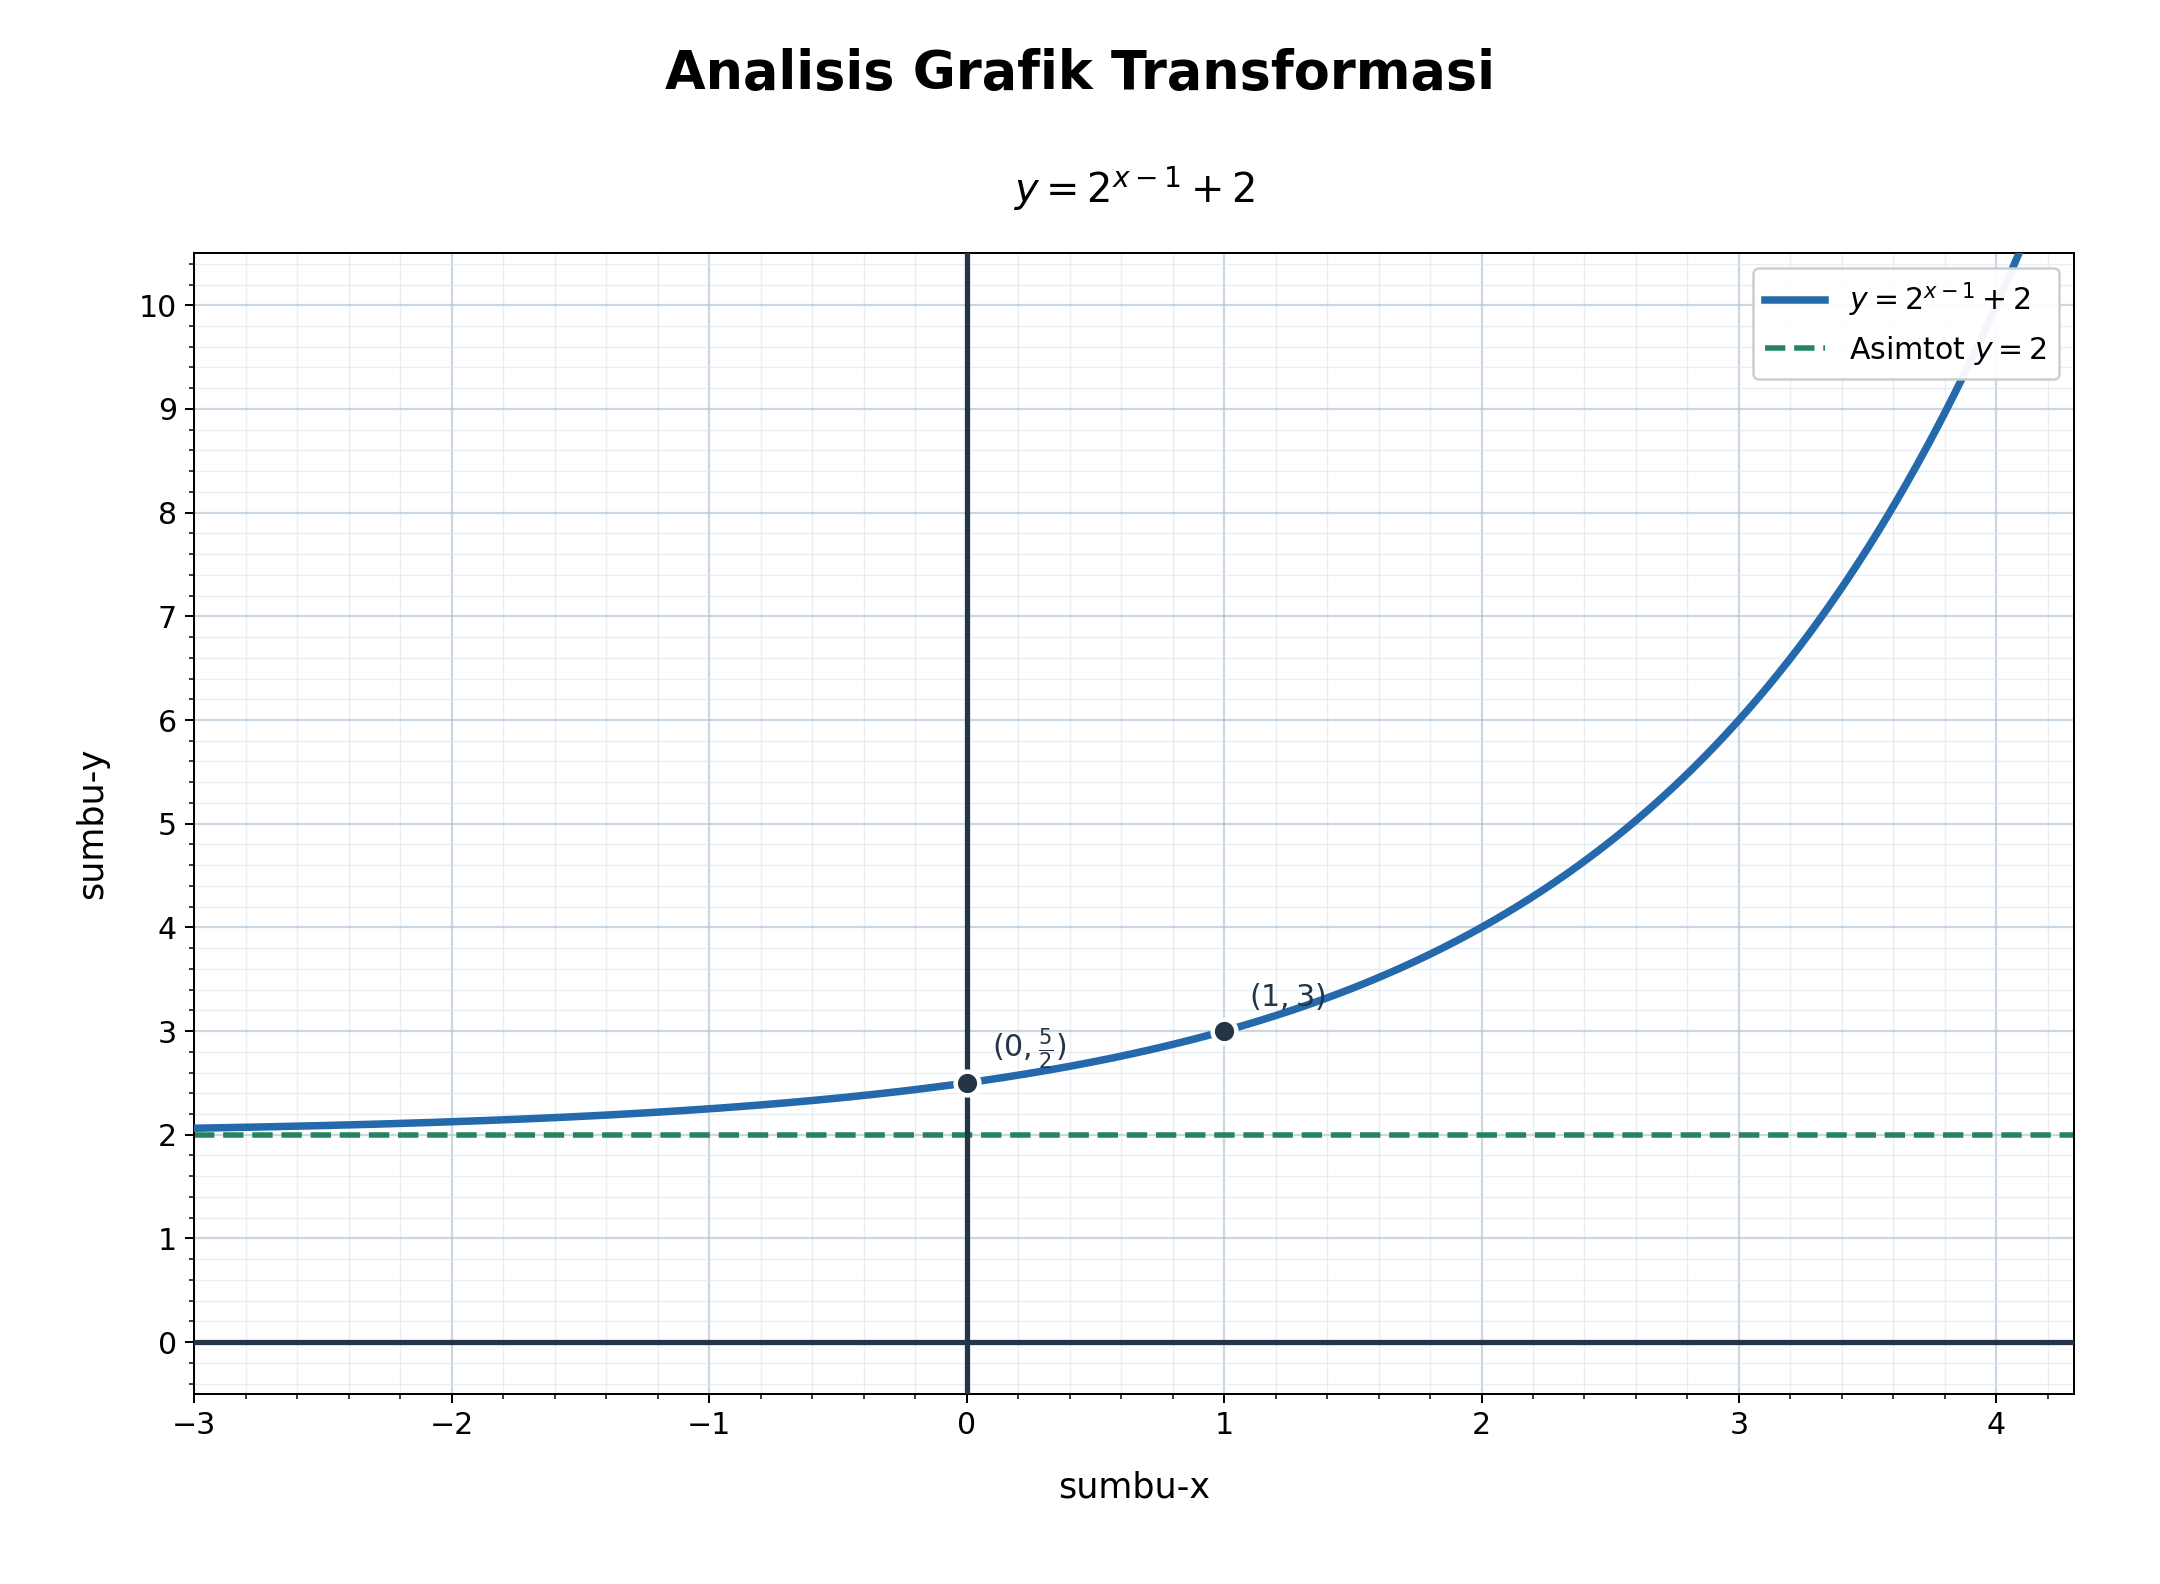 Analisis Grafik Transformasi
y = 2^{x − 1} + 2
y = 2^{x − 1} + 2
Asimtot y = 2
10
9
8
7
6
5
4
3
2
1
0
sumbu-y
(1, 3)
(0, \frac{5}{2})
−3 −2 −1 0 1 2 3 4
sumbu-x